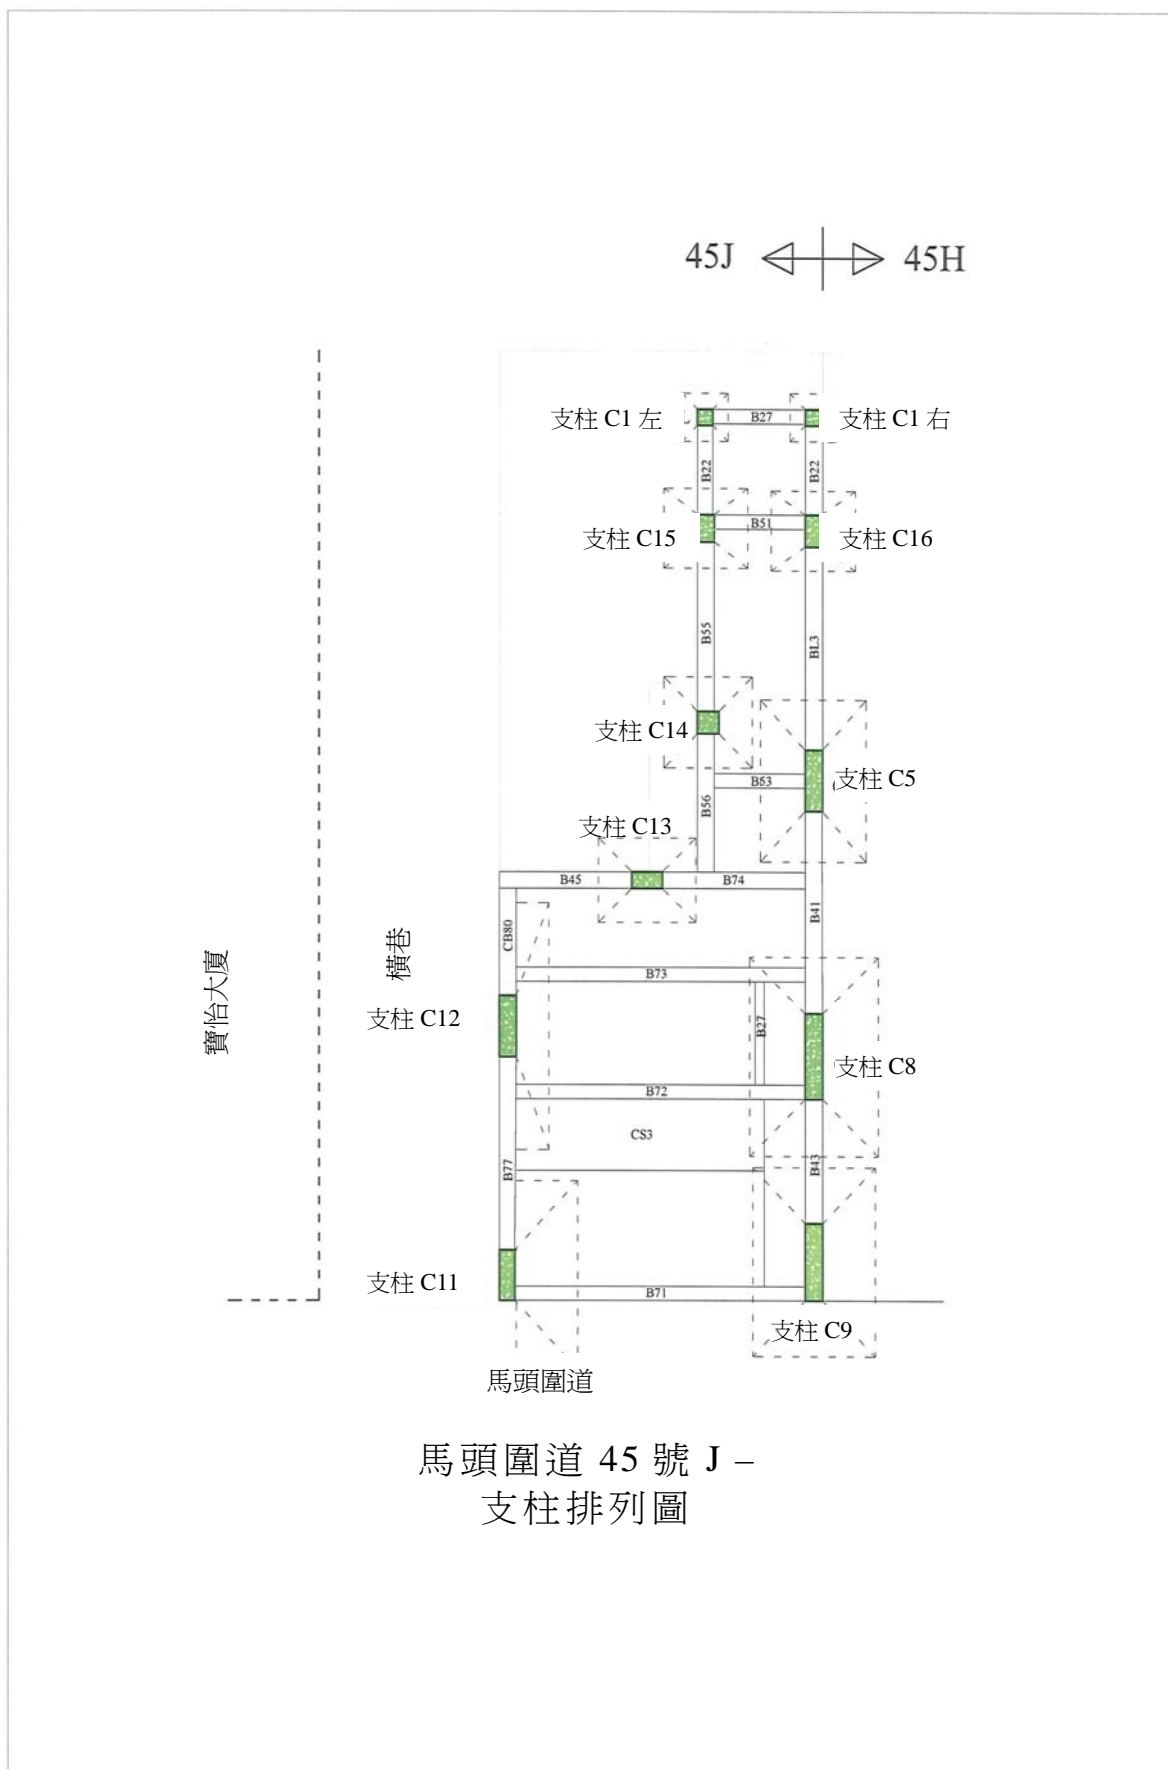 45J
45H
支柱 C1 左
B27
支柱 C1 右
B22
B22
支柱 C15
B51
支柱 C16
B55
BL3
支柱 C14
B53
支柱 C5
B56
支柱 C13
B45
B74
B41
CB80
橫巷
寶怡大廈
B73
支柱 C12
B27
支柱 C8
B72
CS3
B77
B43
支柱 C11
B71
支柱 C9
馬頭圍道
馬頭圍道 45 號 J –
支柱排列圖